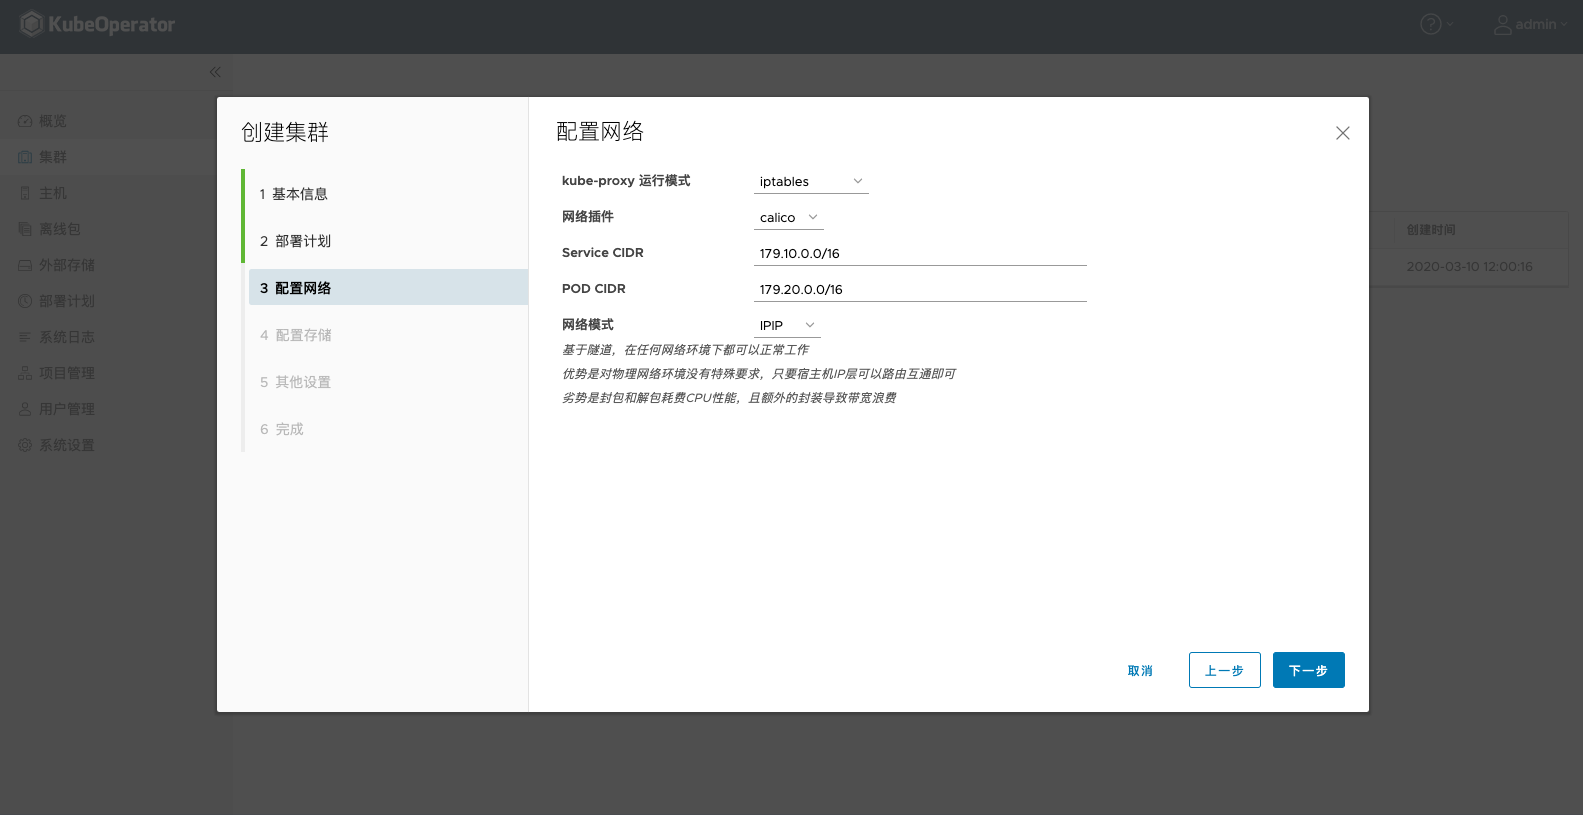 KubeOperator
admin
概览
集群
主机
离线包
外部存储
部署计划
系统日志
项目管理
用户管理
系统设置
创建集群
1 基本信息
2 部署计划
3 配置网络
4 配置存储
5 其他设置
6 完成
配置网络
kube-proxy 运行模式 iptables
网络插件 calico
Service CIDR 179.10.0.0/16
POD CIDR 179.20.0.0/16
网络模式 IPIP
基于隧道，在任何网络环境下都可以正常工作
优势是对物理网络环境没有特殊要求，只要宿主机IP层可以路由互通即可
劣势是封包和解包耗费CPU性能，且额外的封装导致带宽浪费
取消 上一步 下一步
创建时间
2020-03-10 12:00:16